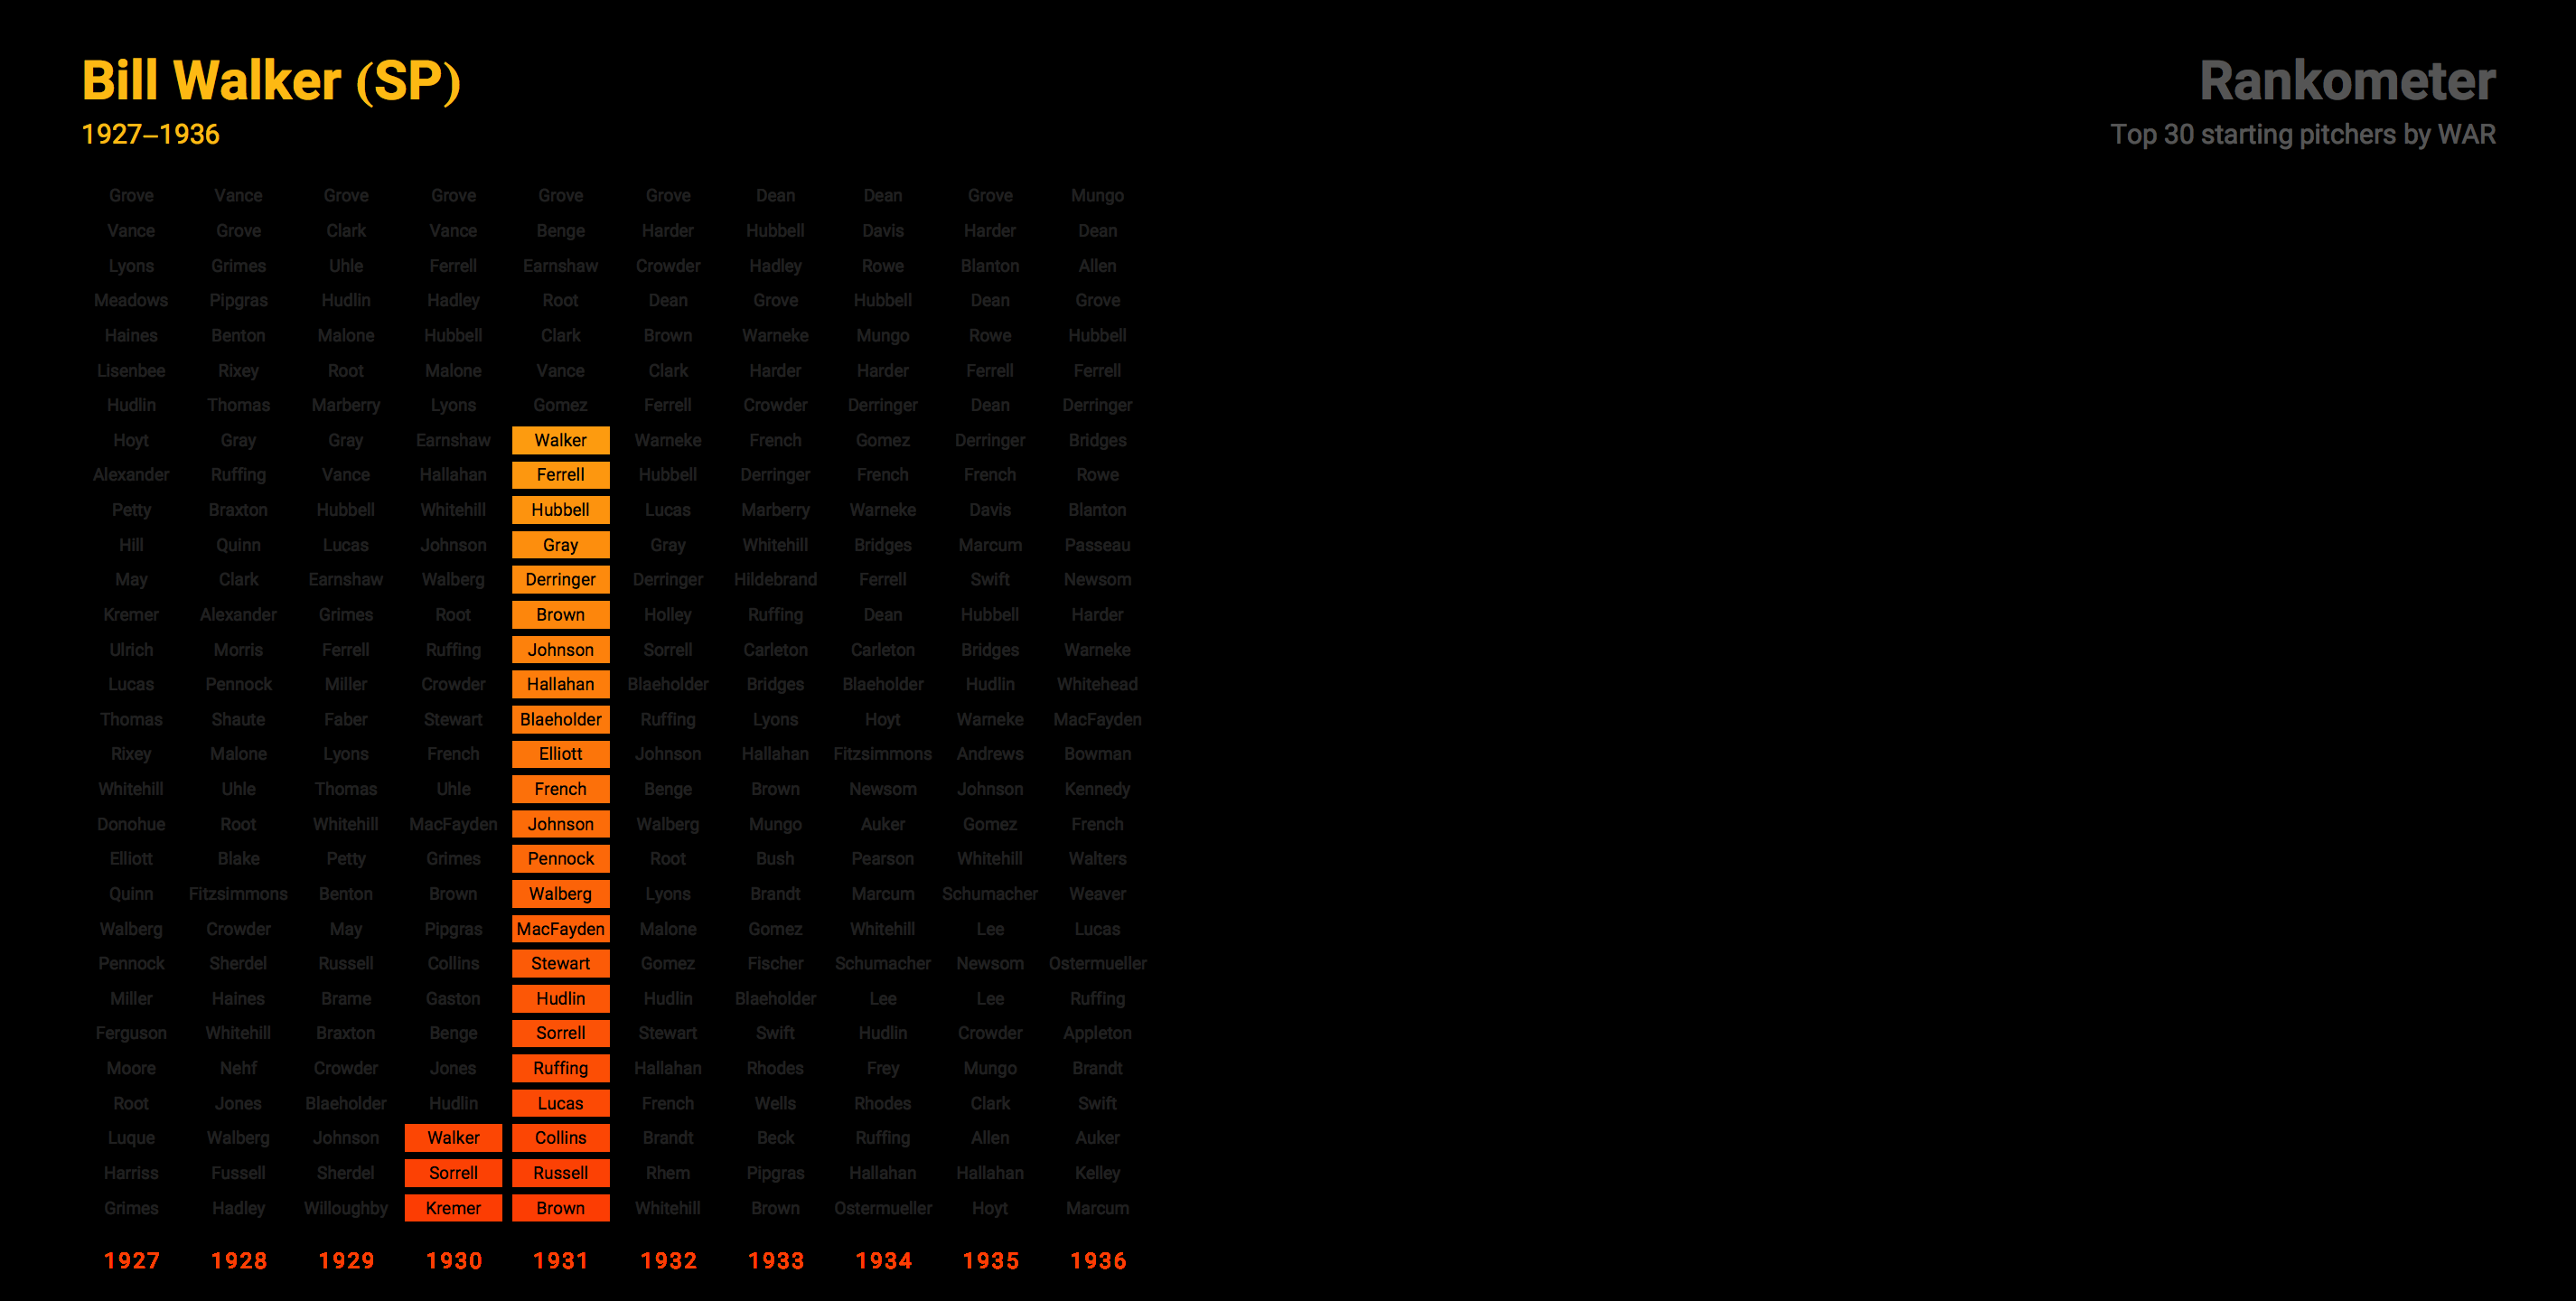 Bill Walker (SP)
1927–1936
Rankometer
Top 30 starting pitchers by WAR
Grove Vance Grove Grove Grove Grove Dean Dean Grove Mungo
Vance Grove Clark Vance Benge Harder Hubbell Davis Harder Dean
Lyons Grimes Uhle Ferrell Earnshaw Crowder Hadley Rowe Blanton Allen
Meadows Pipgras Hudlin Hadley Root Dean Grove Hubbell Dean Grove
Haines Benton Malone Hubbell Clark Brown Warneke Mungo Rowe Hubbell
Lisenbee Rixey Root Malone Vance Clark Harder Harder Ferrell Ferrell
Hudlin Thomas Marberry Lyons Gomez Ferrell Crowder Derringer Dean Derringer
Hoyt Gray Gray Earnshaw Walker Warneke French Gomez Derringer Bridges
Alexander Ruffing Vance Hallahan Ferrell Hubbell Derringer French French Rowe
Petty Braxton Hubbell Whitehill Hubbell Lucas Marberry Warneke Davis Blanton
Hill Quinn Lucas Johnson Gray Gray Whitehill Bridges Marcum Passeau
May Clark Earnshaw Walberg Derringer Derringer Hildebrand Ferrell Swift Newsom
Kremer Alexander Grimes Root Brown Holley Ruffing Dean Hubbell Harder
Ulrich Morris Ferrell Ruffing Johnson Sorrell Carleton Carleton Bridges Warneke
Lucas Pennock Miller Crowder Hallahan Blaeholder Bridges Blaeholder Hudlin Whitehead
Thomas Shaute Faber Stewart Blaeholder Ruffing Lyons Hoyt Warneke MacFayden
Rixey Malone Lyons French Elliott Johnson Hallahan Fitzsimmons Andrews Bowman
Whitehill Uhle Thomas Uhle French Benge Brown Newsom Johnson Kennedy
Donohue Root Whitehill MacFayden Johnson Walberg Mungo Auker Gomez French
Elliott Blake Petty Grimes Pennock Root Bush Pearson Whitehill Walters
Quinn Fitzsimmons Benton Brown Walberg Lyons Brandt Marcum Schumacher Weaver
Walberg Crowder May Pipgras MacFayden Malone Gomez Whitehill Lee Lucas
Pennock Sherdel Russell Collins Stewart Gomez Fischer Schumacher Newsom Ostermueller
Miller Haines Brame Gaston Hudlin Hudlin Blaeholder Lee Lee Ruffing
Ferguson Whitehill Braxton Benge Sorrell Stewart Swift Hudlin Crowder Appleton
Moore Nehf Crowder Jones Ruffing Hallahan Rhodes Frey Mungo Brandt
Root Jones Blaeholder Hudlin Lucas French Wells Rhodes Clark Swift
Luque Walberg Johnson Walker Collins Brandt Beck Ruffing Allen Auker
Harriss Fussell Sherdel Sorrell Russell Rhem Pipgras Hallahan Hallahan Kelley
Grimes Hadley Willoughby Kremer Brown Whitehill Brown Ostermueller Hoyt Marcum
1927 1928 1929 1930 1931 1932 1933 1934 1935 1936